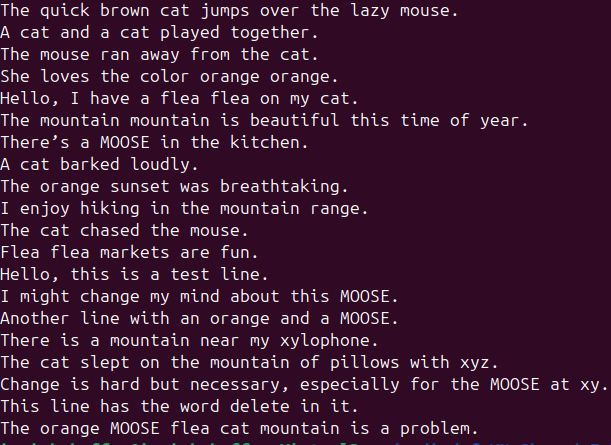 The quick brown cat jumps over the lazy mouse.
A cat and a cat played together.
The mouse ran away from the cat.
She loves the color orange orange.
Hello, I have a flea flea on my cat.
The mountain mountain is beautiful this time of year.
There’s a MOOSE in the kitchen.
A cat barked loudly.
The orange sunset was breathtaking.
I enjoy hiking in the mountain range.
The cat chased the mouse.
Flea flea markets are fun.
Hello, this is a test line.
I might change my mind about this MOOSE.
Another line with an orange and a MOOSE.
There is a mountain near my xylophone.
The cat slept on the mountain of pillows with xyz.
Change is hard but necessary, especially for the MOOSE at xy.
This line has the word delete in it.
The orange MOOSE flea cat mountain is a problem.